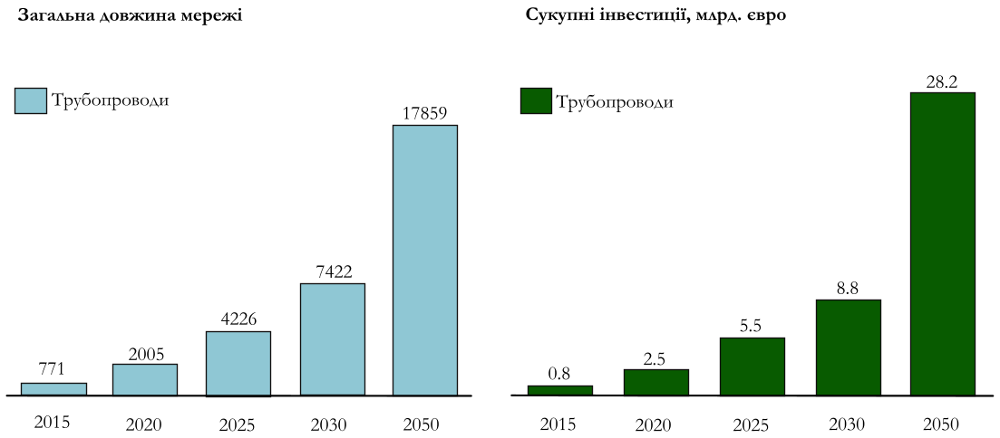 Загальна довжина мережі
Трубопроводи
17859
7422
4226
2005
771
2015 2020 2025 2030 2050
Сукупні інвестиції, млрд. євро
Трубопроводи
28.2
8.8
5.5
2.5
0.8
2015 2020 2025 2030 2050